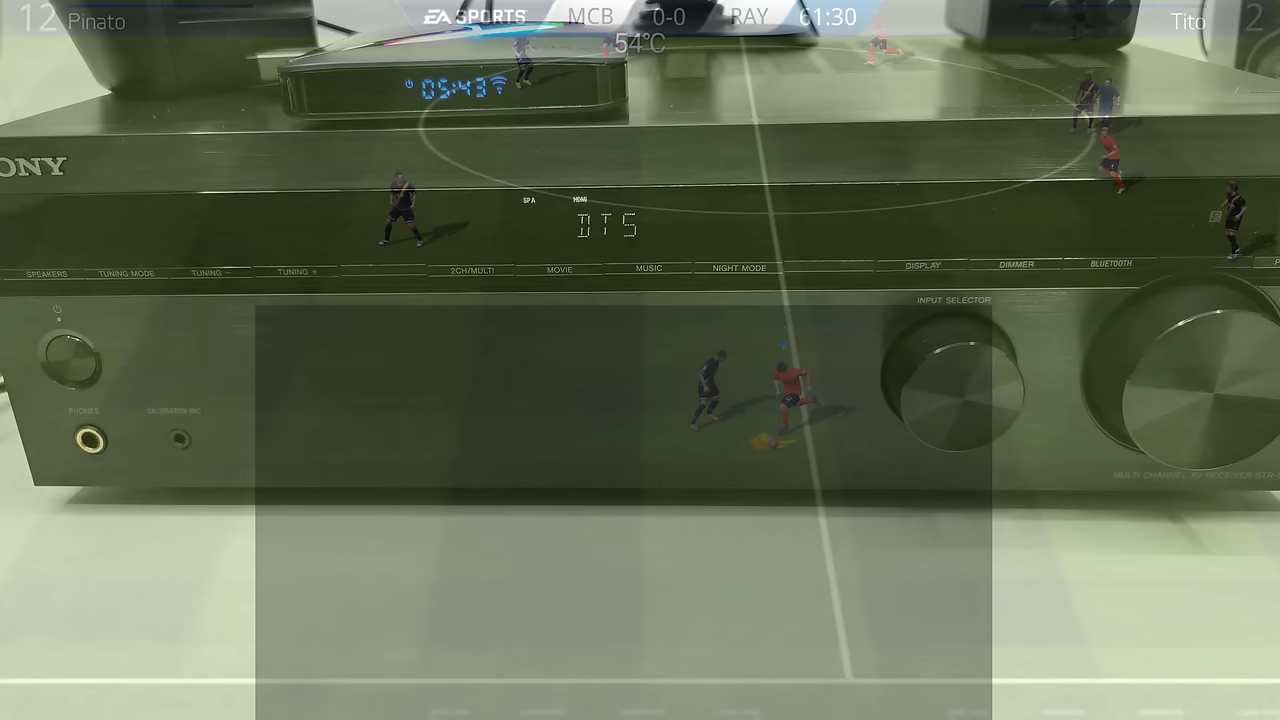 12 Pinato
EA SPORTS MCB 0-0 RAY 61:30
Tito 2
54°C
05:43
ONY
SPA HDMI
DTS
SPEAKERS TUNING MODE TUNING − TUNING + 2CH/MULTI MOVIE MUSIC NIGHT MODE DISPLAY DIMMER BLUETOOTH P
INPUT SELECTOR
PHONES CALIBRATION MIC
MULTI CHANNEL AV RECEIVER STR-